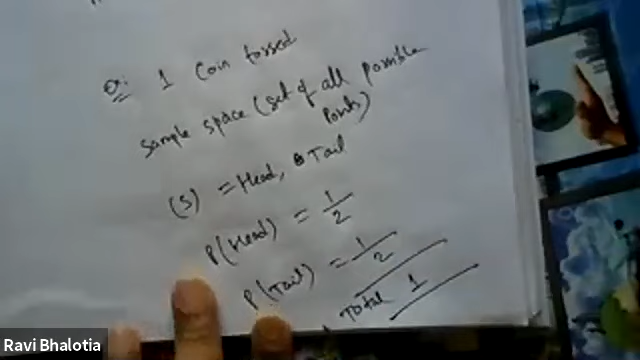 Ex: 1 Coin tossed
Sample space (set of all possible
points)
(S) = Head, Tail
P(Head) = 1/2
P(Tail) = 1/2
Total 1
Ravi Bhalotia